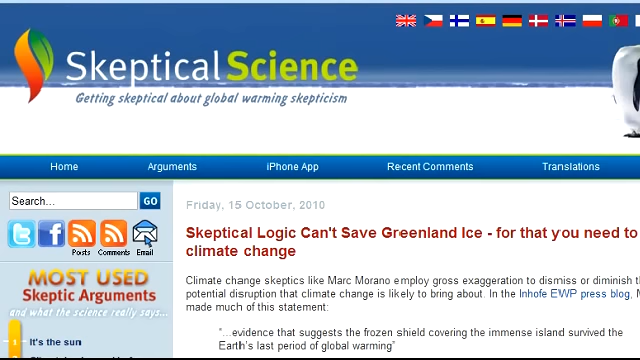 Skeptical Science
Getting skeptical about global warming skepticism
Home Arguments iPhone App Recent Comments Translations
Search... GO
Posts Comments Email
MOST USED
Skeptic Arguments
and what the science really says...
1 It's the sun
Friday, 15 October, 2010
Skeptical Logic Can't Save Greenland Ice - for that you need to
climate change
Climate change skeptics like Marc Morano employ gross exaggeration to dismiss or diminish
potential disruption that climate change is likely to bring about. In the Inhofe EWP press blog,
made much of this statement:
"...evidence that suggests the frozen shield covering the immense island survived the
Earth's last period of global warming"